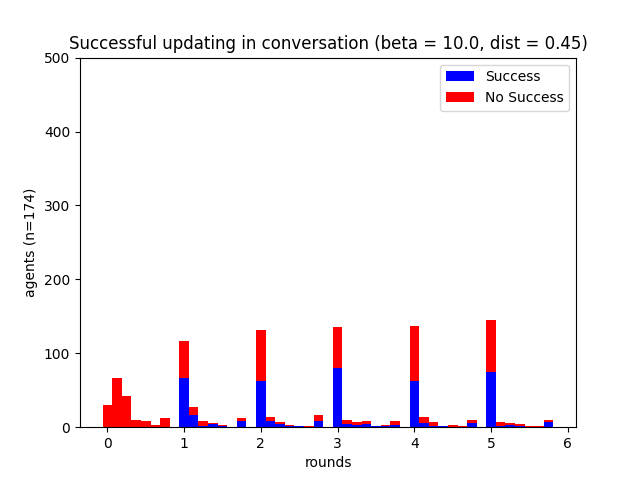 Successful updating in conversation (beta = 10.0, dist = 0.45)
500
400
300
200
100
0
agents (n=174)
Success
No Success
0 1 2 3 4 5 6
rounds